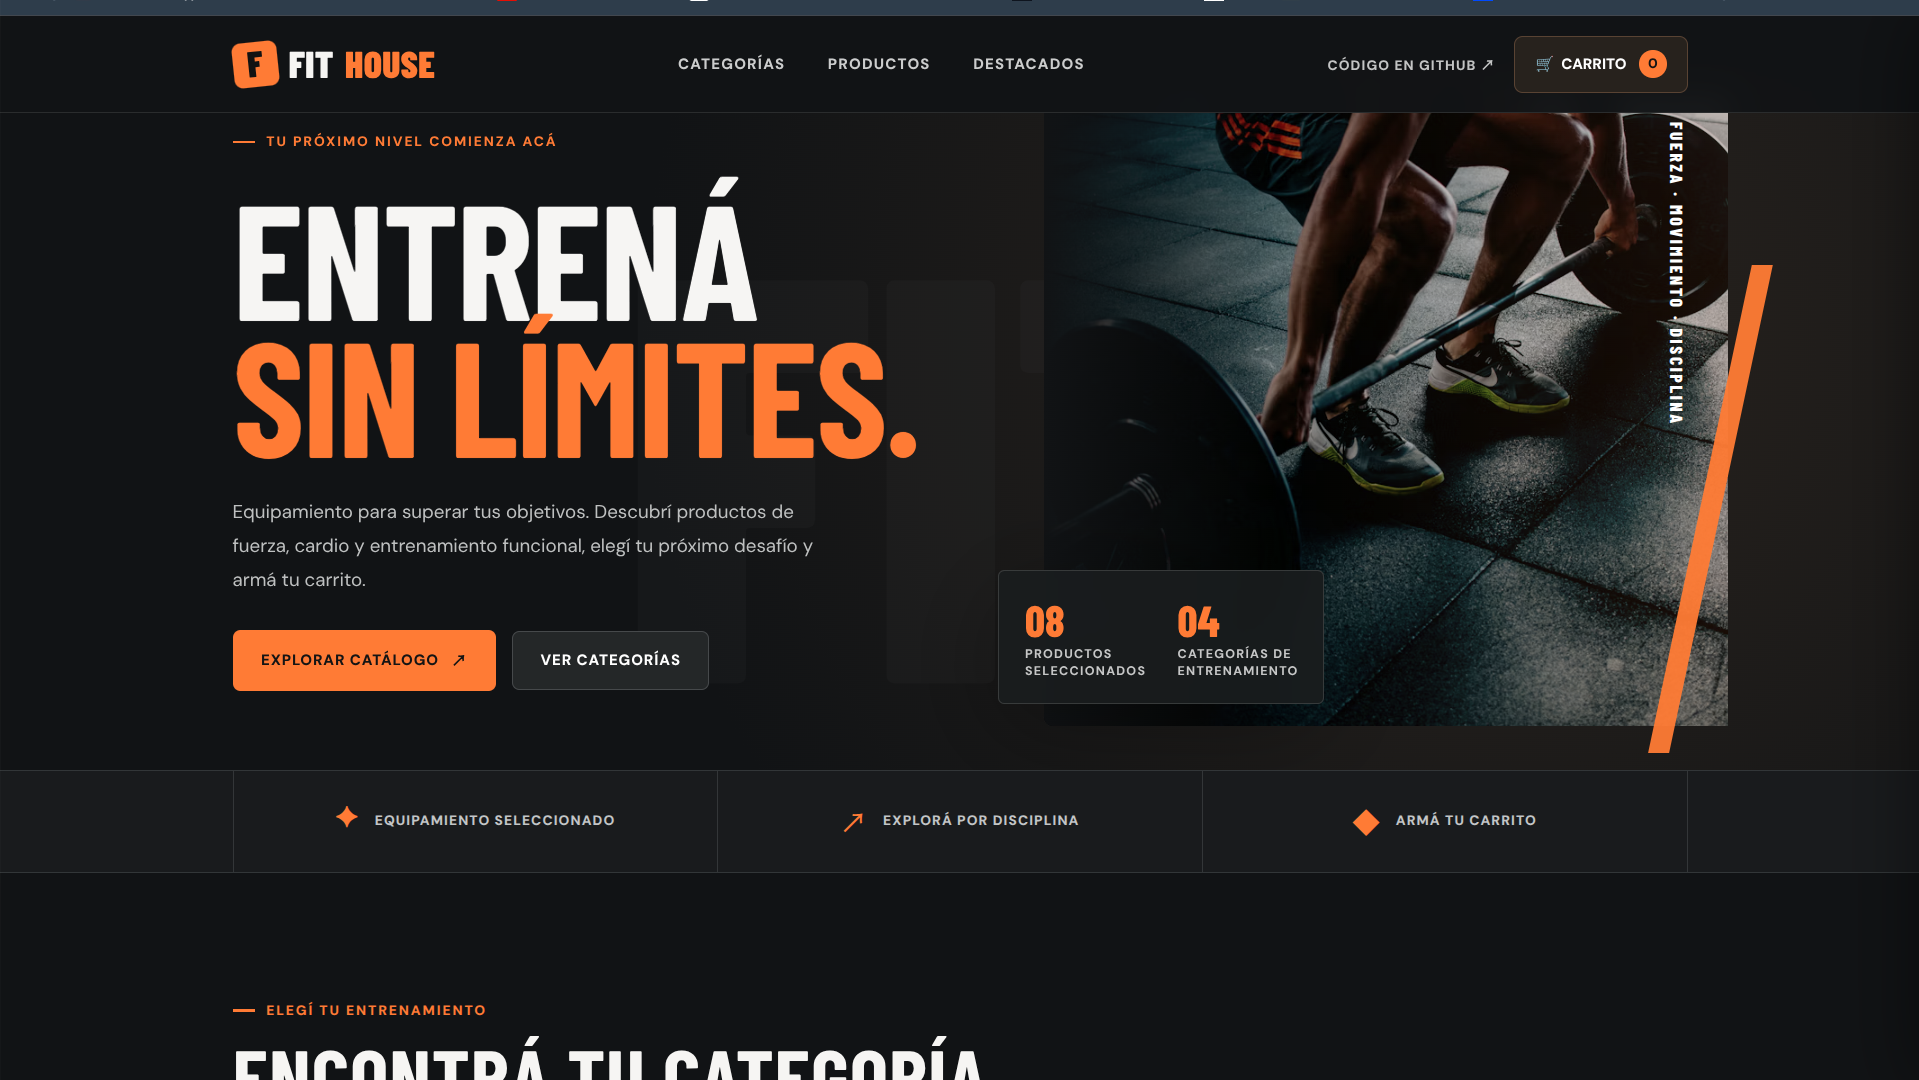 F FIT HOUSE
CATEGORÍAS
PRODUCTOS
DESTACADOS
CÓDIGO EN GITHUB ↗
CARRITO 0
TU PRÓXIMO NIVEL COMIENZA ACÁ
ENTRENÁ
SIN LÍMITES.
Equipamiento para superar tus objetivos. Descubrí productos de
fuerza, cardio y entrenamiento funcional, elegí tu próximo desafío y
armá tu carrito.
EXPLORAR CATÁLOGO ↗
VER CATEGORÍAS
FUERZA · MOVIMIENTO · DISCIPLINA
08
PRODUCTOS
SELECCIONADOS
04
CATEGORÍAS DE
ENTRENAMIENTO
EQUIPAMIENTO SELECCIONADO
EXPLORÁ POR DISCIPLINA
ARMÁ TU CARRITO
ELEGÍ TU ENTRENAMIENTO
ENCONTRÁ TU CATEGORÍA